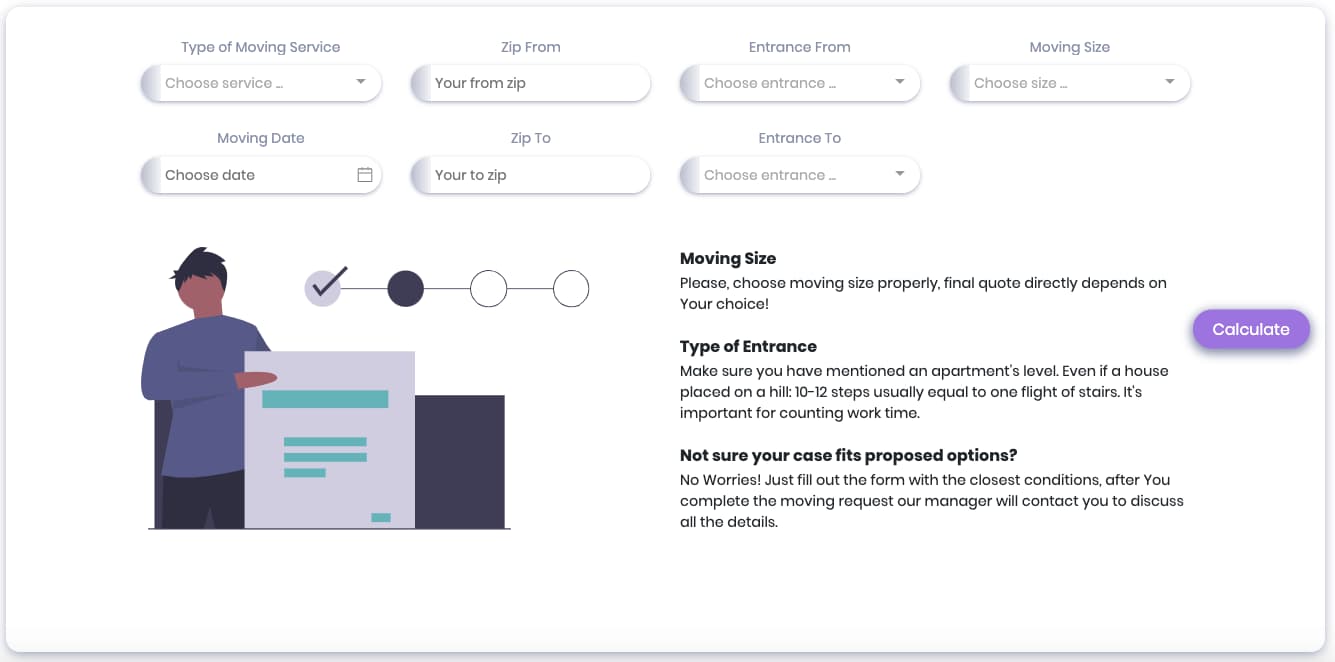 Type of Moving Service
Zip From
Entrance From
Moving Size
Choose service ...
Your from zip
Choose entrance ...
Choose size ...
Moving Date
Zip To
Entrance To
Choose date
Your to zip
Choose entrance ...
Moving Size
Please, choose moving size properly, final quote directly depends on
Your choice!
Calculate
Type of Entrance
Make sure you have mentioned an apartment's level. Even if a house
placed on a hill: 10-12 steps usually equal to one flight of stairs. It's
important for counting work time.
Not sure your case fits proposed options?
No Worries! Just fill out the form with the closest conditions, after You
complete the moving request our manager will contact you to discuss
all the details.